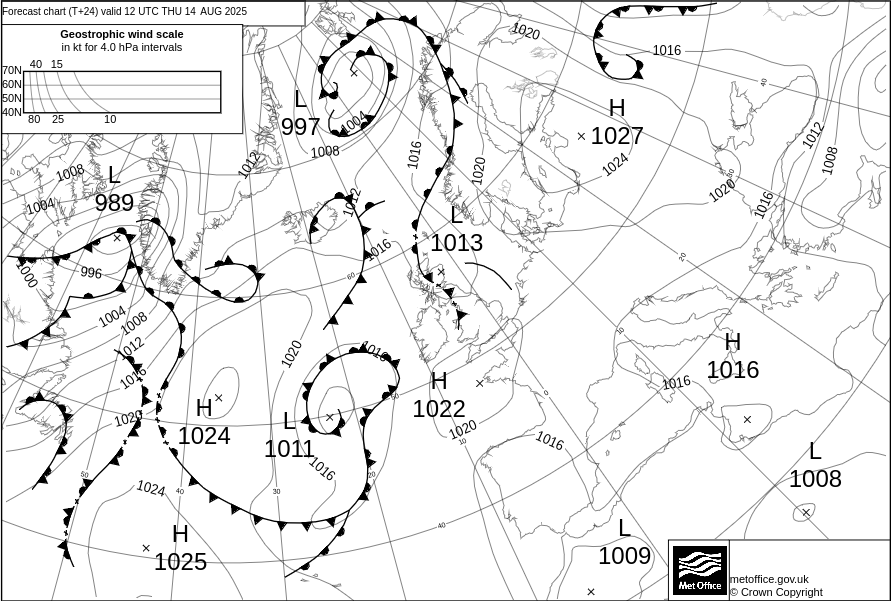 Forecast chart (T+24) valid 12 UTC THU 14 AUG 2025
Geostrophic wind scale
in kt for 4.0 hPa intervals
40 15
70N
60N
50N
40N
80 25 10
1020
1016
H
1027
1024
1020
1016
1012
1008
40
50
20
L
997
1004
1008
1012
1016
1020
L
989
1008
1004
1000
996
1004
1008
1012
1016
1020
1024
1012
1016
60
L
1013
H
1016
1016
10
0
H
1024
1020
L
1011
1016
1016
60
H
1022
1020
10
1016
50
40
30
20
40
H
1025
L
1008
L
1009
Met Office
metoffice.gov.uk
© Crown Copyright